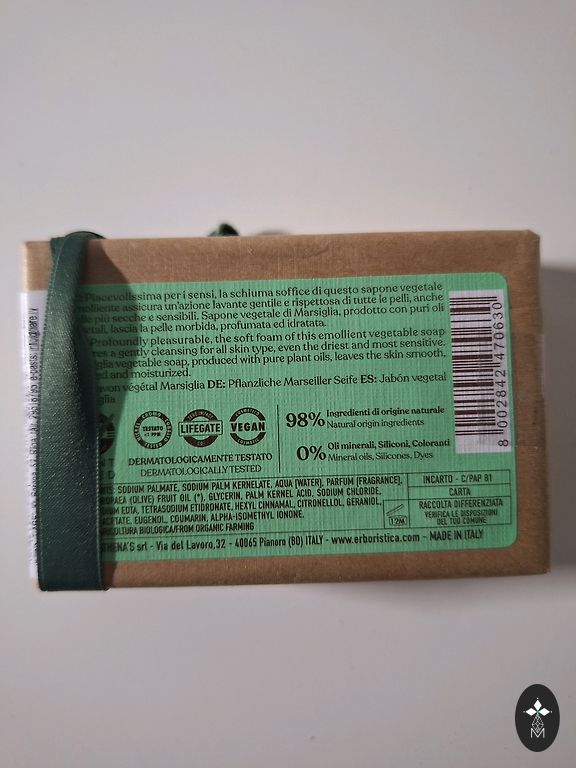 Piacevolissima per i sensi, la schiuma soffice di questo sapone vegetale
emolliente assicura un'azione lavante gentile e rispettosa di tutte le pelli, anche
più secche e sensibili. Sapone vegetale di Marsiglia, prodotto con puri oli
lascia la pelle morbida, profumata ed idratata.
Profoundly pleasurable, the soft foam of this emollient vegetable soap
a gently cleansing for all skin type, even the driest and most sensitive.
vegetable soap, produced with pure plant oils, leaves the skin smooth,
and moisturized.
végétal Marsiglia DE: Pflanzliche Marseiller Seife ES: Jabón vegetal
TESTATO
<1 PPM
LIFEGATE
VEGAN
DERMATOLOGICAMENTE TESTATO
DERMATOLOGICALLY TESTED
98% Ingredienti di origine naturale
Natural origin ingredients
0% Oli minerali, Siliconi, Coloranti
Mineral oils, Silicones, Dyes
SODIUM PALMATE, SODIUM PALM KERNELATE, AQUA (WATER), PARFUM (FRAGRANCE),
(OLIVE) FRUIT OIL (*), GLYCERIN, PALM KERNEL ACID, SODIUM CHLORIDE,
EDTA, TETRASODIUM ETIDRONATE, HEXYL CINNAMAL, CITRONELLOL, GERANIOL,
EUGENOL, COUMARIN, ALPHA-ISOMETHYL IONONE.
BIOLOGICA/FROM ORGANIC FARMING
12M
INCARTO - C/PAP 81
CARTA
RACCOLTA DIFFERENZIATA
VERIFICA LE DISPOSIZIONI
DEL TUO COMUNE
srl - Via del Lavoro,32 - 40065 Pianoro (BO) ITALY - www.erboristica.com - MADE IN ITALY
8 002842 470630
M